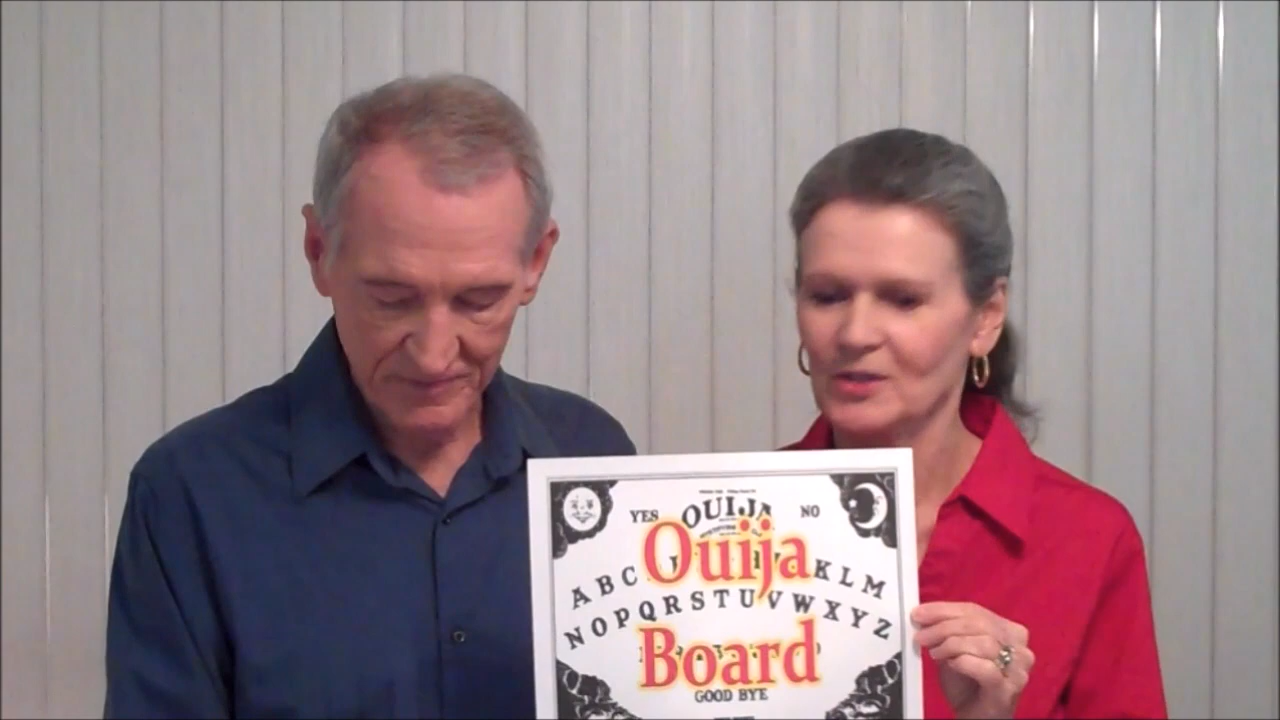 YES OUIJA NO
Ouija
A B C K L M
N O P Q R S T U V W X Y Z
Board
GOOD BYE